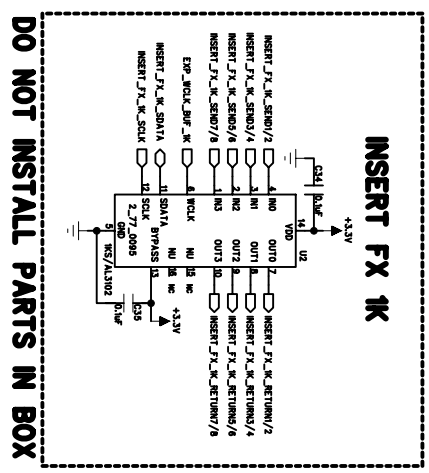 INSERT FX 1K
+3.3V
C34
0.1uF
14
VDD
U2
INSERT_FX_1K_SEND1/2
4 IN0
OUT0 7
INSERT_FX_1K_RETURN1/2
INSERT_FX_1K_SEND3/4
3 IN1
OUT1 8
INSERT_FX_1K_RETURN3/4
INSERT_FX_1K_SEND5/6
2 IN2
OUT2 9
INSERT_FX_1K_RETURN5/6
INSERT_FX_1K_SEND7/8
1 IN3
OUT3 10
INSERT_FX_1K_RETURN7/8
EXP_WCLK_BUF_1K
6 WCLK
NU 15 NC
NU 16 NC
INSERT_FX_1K_SDATA
11 SDATA
BYPASS 13
+3.3V
INSERT_FX_1K_SCLK
12 SCLK
2_77_0095
GND
5
1KS/AL3102
C35
0.1uF
DO NOT INSTALL PARTS IN BOX